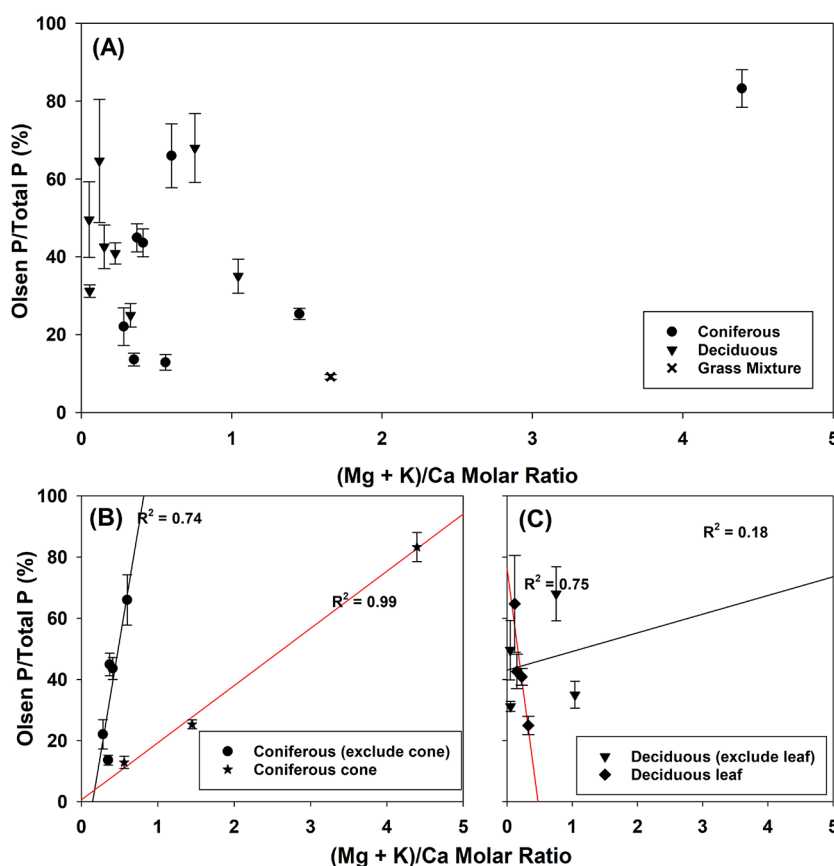 (A)
100
80
60
40
20
0
Olsen P/Total P (%)
Coniferous
Deciduous
Grass Mixture
0 1 2 3 4 5
(Mg + K)/Ca Molar Ratio
(B)
100
80
60
40
20
0
Olsen P/Total P (%)
R² = 0.74
R² = 0.99
Coniferous (exclude cone)
Coniferous cone
0 1 2 3 4 5
(C)
R² = 0.18
R² = 0.75
Deciduous (exclude leaf)
Deciduous leaf
0 1 2 3 4 5
(Mg + K)/Ca Molar Ratio